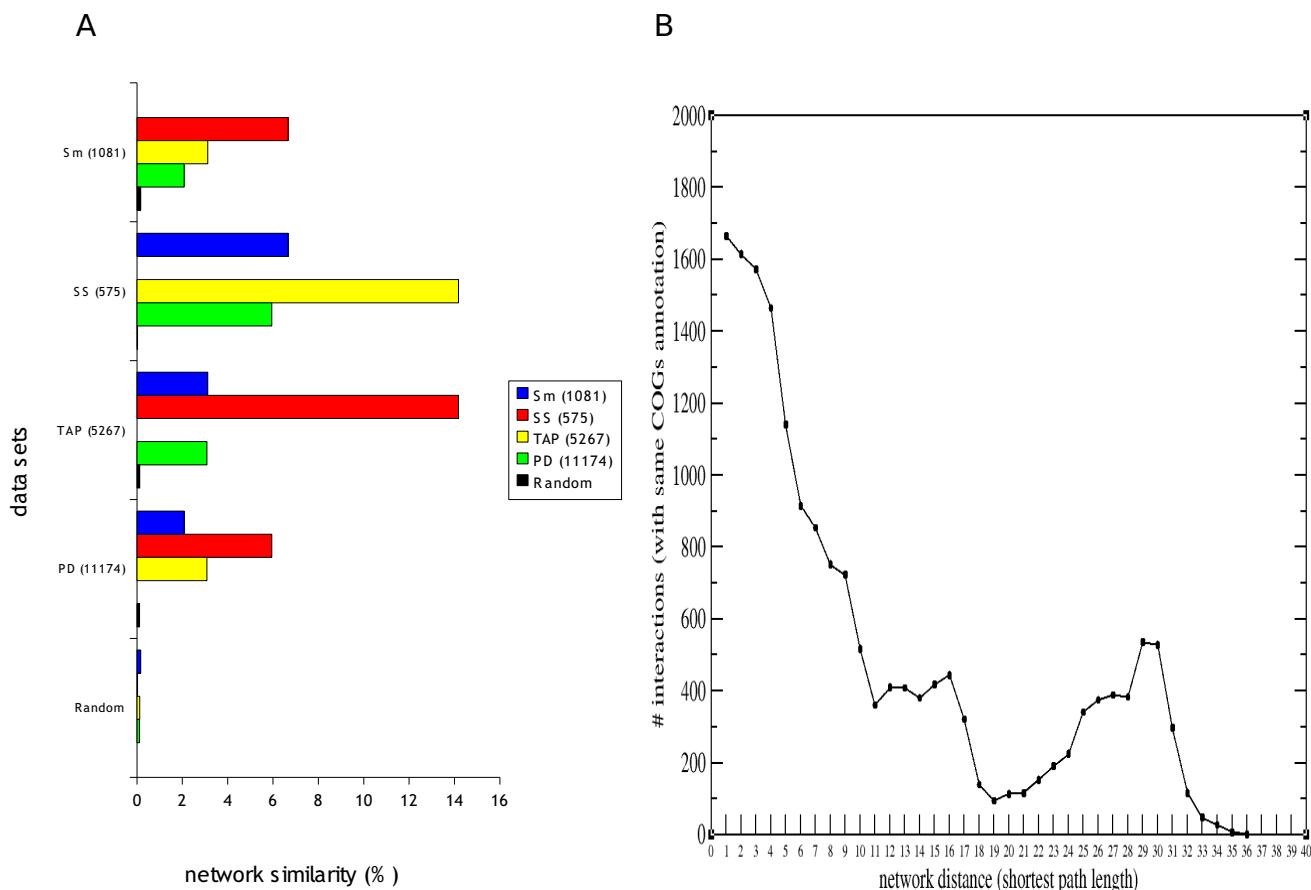 A
B
Sm (1081)
SS (575)
TAP (5267)
PD (11174)
Random
data sets
0 2 4 6 8 10 12 14 16
network similarity (%)
Sm (1081)
SS (575)
TAP (5267)
PD (11174)
Random
# interactions (with same COGs annotation)
2000
1800
1600
1400
1200
1000
800
600
400
200
0
0 1 2 3 4 5 6 7 8 9 10 11 12 13 14 15 16 17 18 19 20 21 22 23 24 25 26 27 28 29 30 31 32 33 34 35 36 37 38 39 40
network distance (shortest path length)